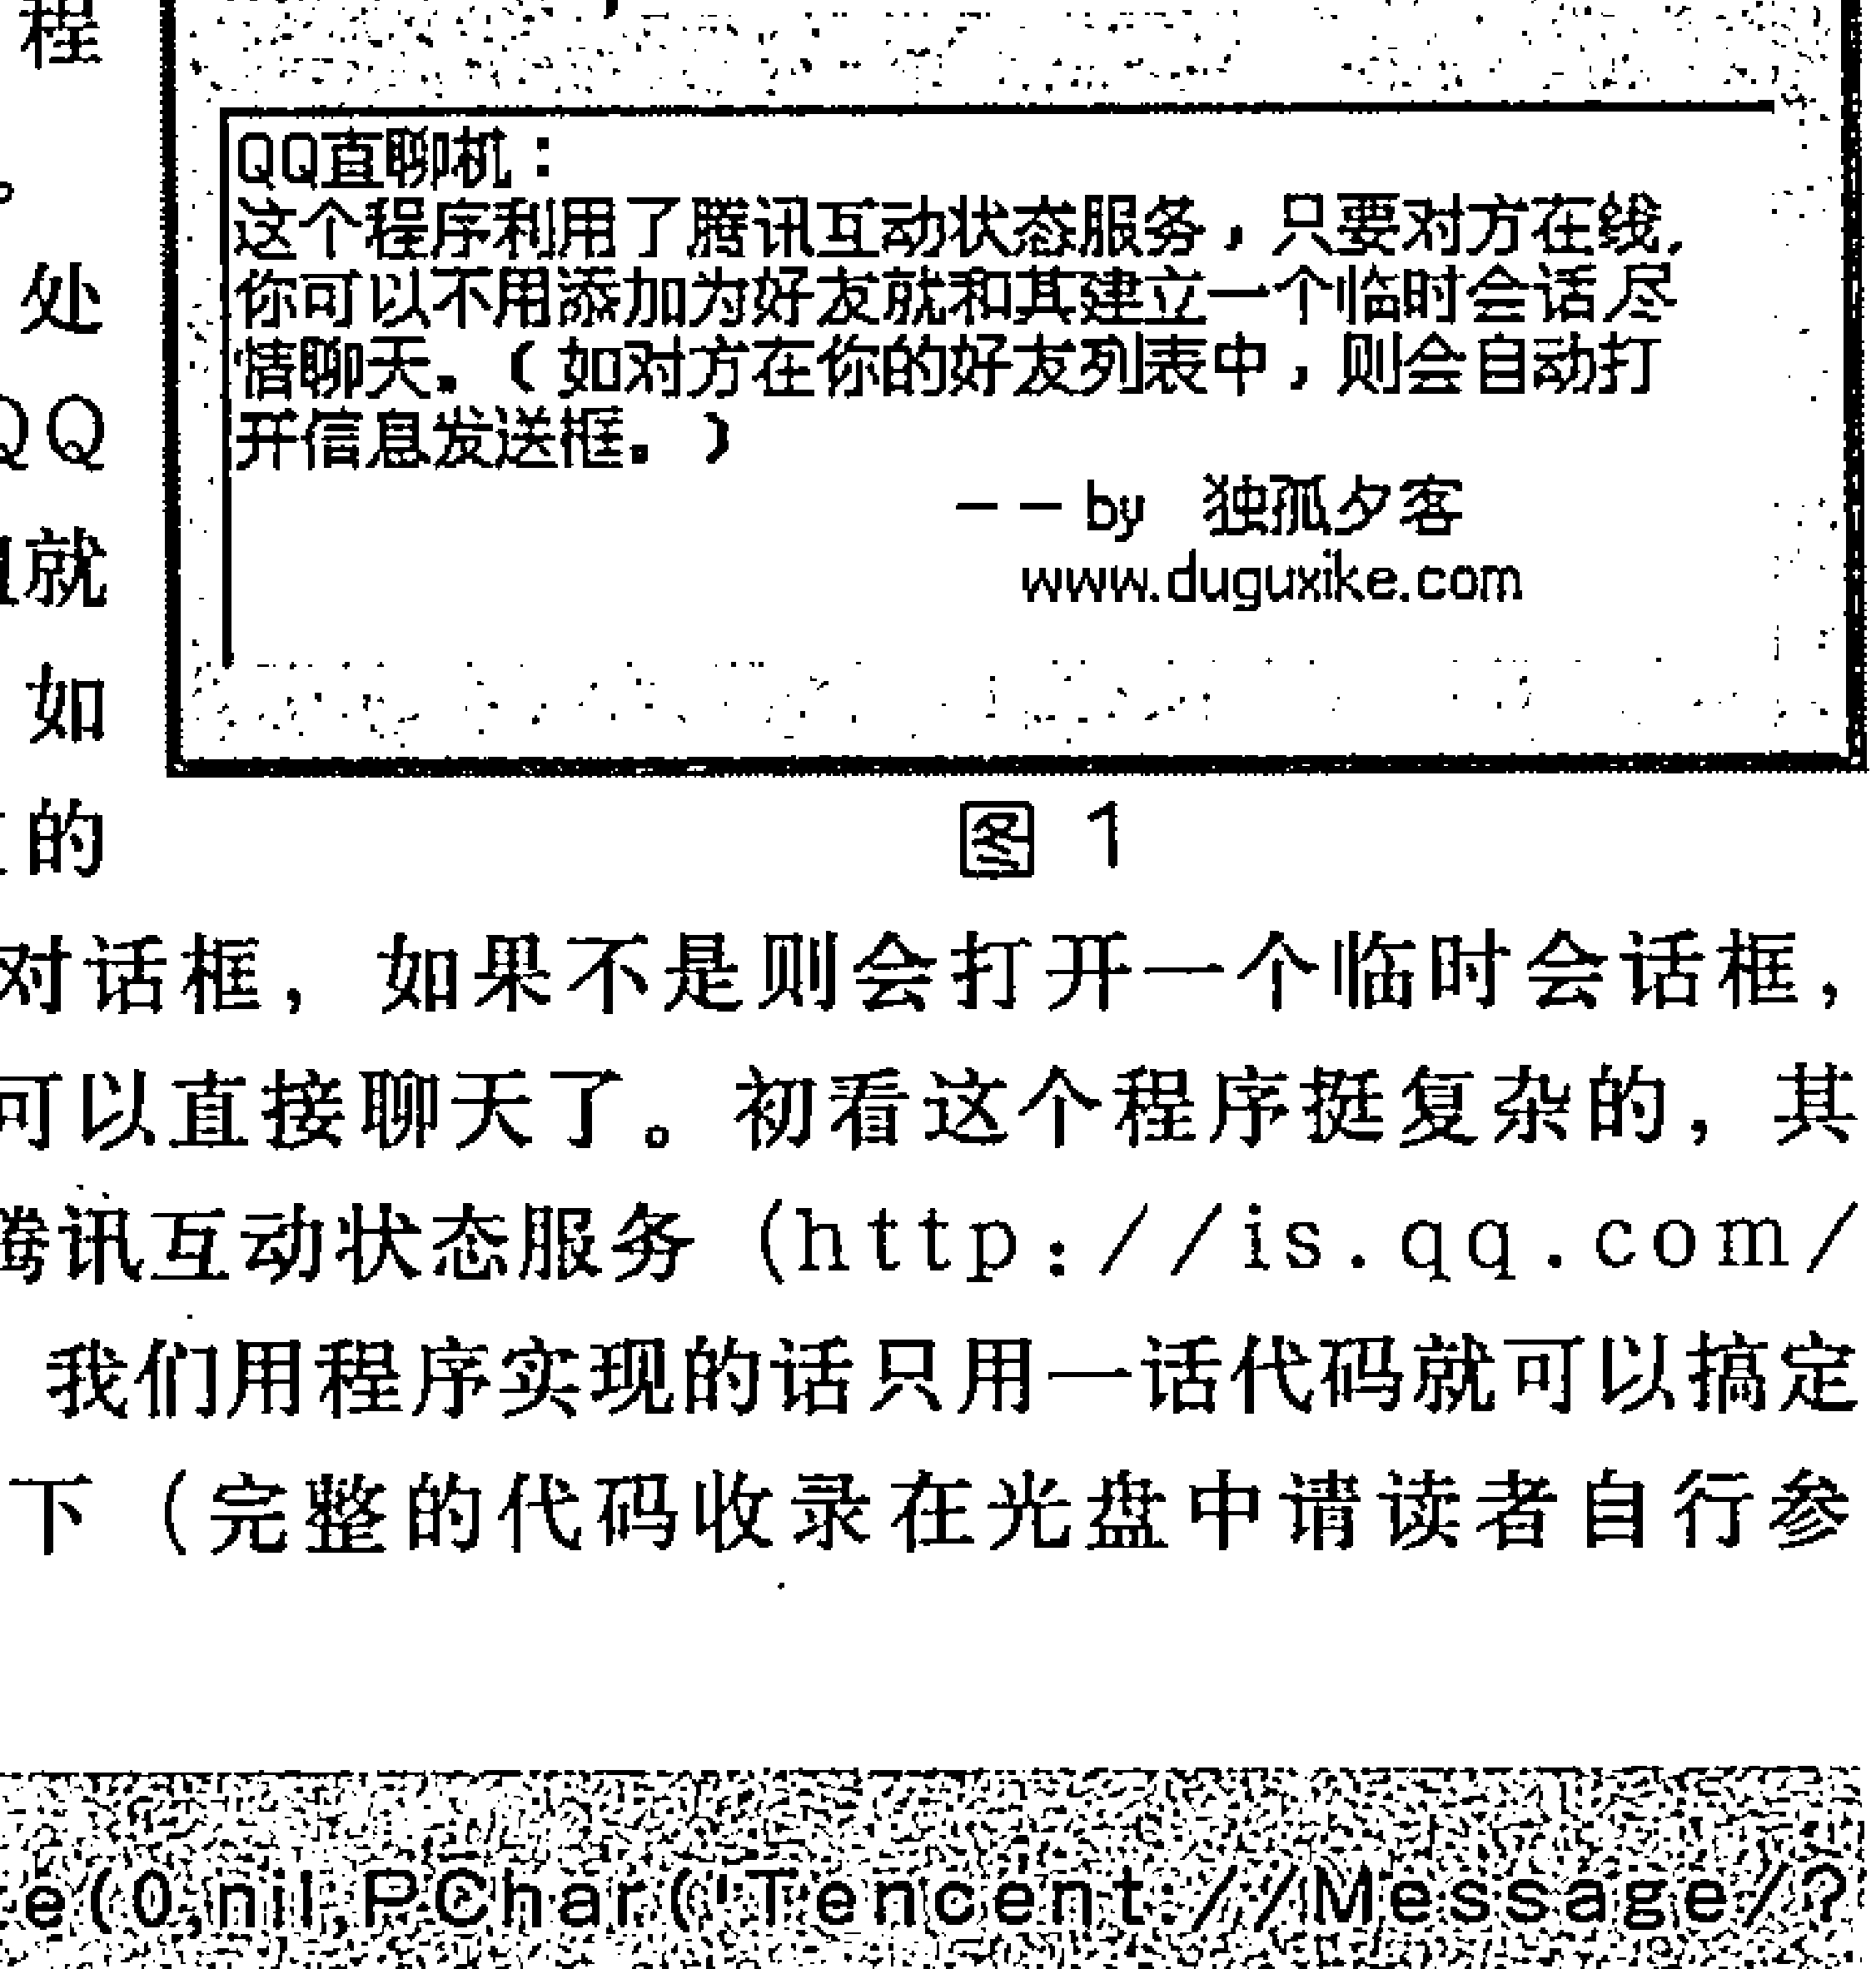 程
。
处
QQ
就
如
的
QQ直聊机：
这个程序利用了腾讯互动状态服务，只要对方在线，
你可以不用添加为好友就和其建立一个临时会话尽
情聊天。（如对方在你的好友列表中，则会自动打
开信息发送框。）
－－by 独孤夕客
www.duguxike.com
图 1
对话框，如果不是则会打开一个临时会话框，
可以直接聊天了。初看这个程序挺复杂的，其
腾讯互动状态服务（http：//is.qq.com/
我们用程序实现的话只用一话代码就可以搞定
下（完整的代码收录在光盘中请读者自行参
e(0,nil,PChar('Tencent://Message/?